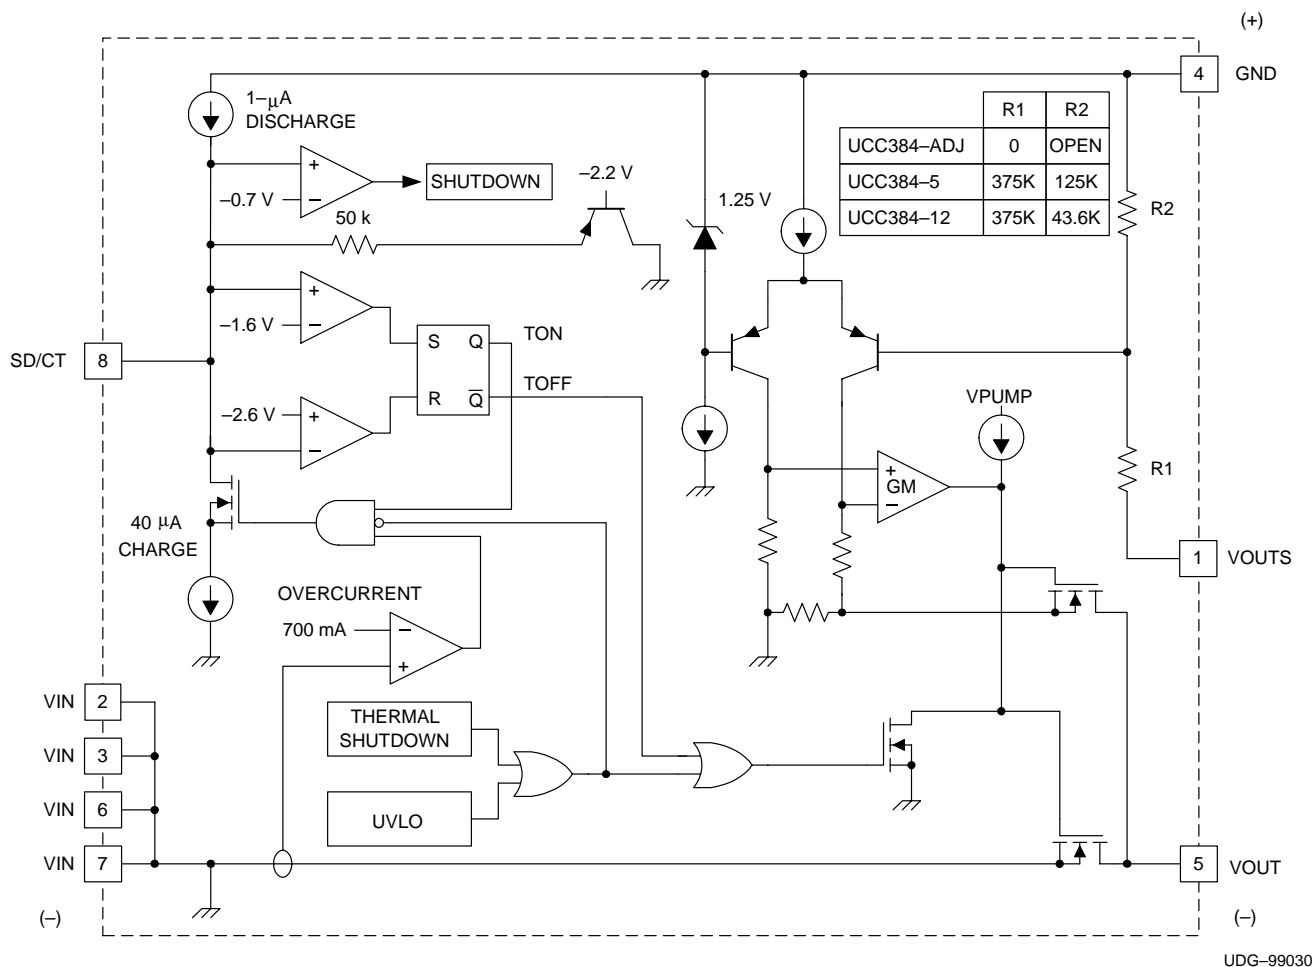 (+)
1–μA
DISCHARGE
4
GND
R1
R2
UCC384–ADJ
0
OPEN
UCC384–5
375K
125K
UCC384–12
375K
43.6K
+
–
–0.7 V
SHUTDOWN
–2.2 V
50 k
1.25 V
R2
+
–
–1.6 V
S
Q
R
Q̅
TON
TOFF
SD/CT
8
–2.6 V
+
–
VPUMP
+
GM
–
R1
40 μA
CHARGE
1
VOUTS
OVERCURRENT
700 mA
–
+
VIN
2
THERMAL
SHUTDOWN
VIN
3
VIN
6
UVLO
VIN
7
5
VOUT
(–)
(–)
UDG–99030